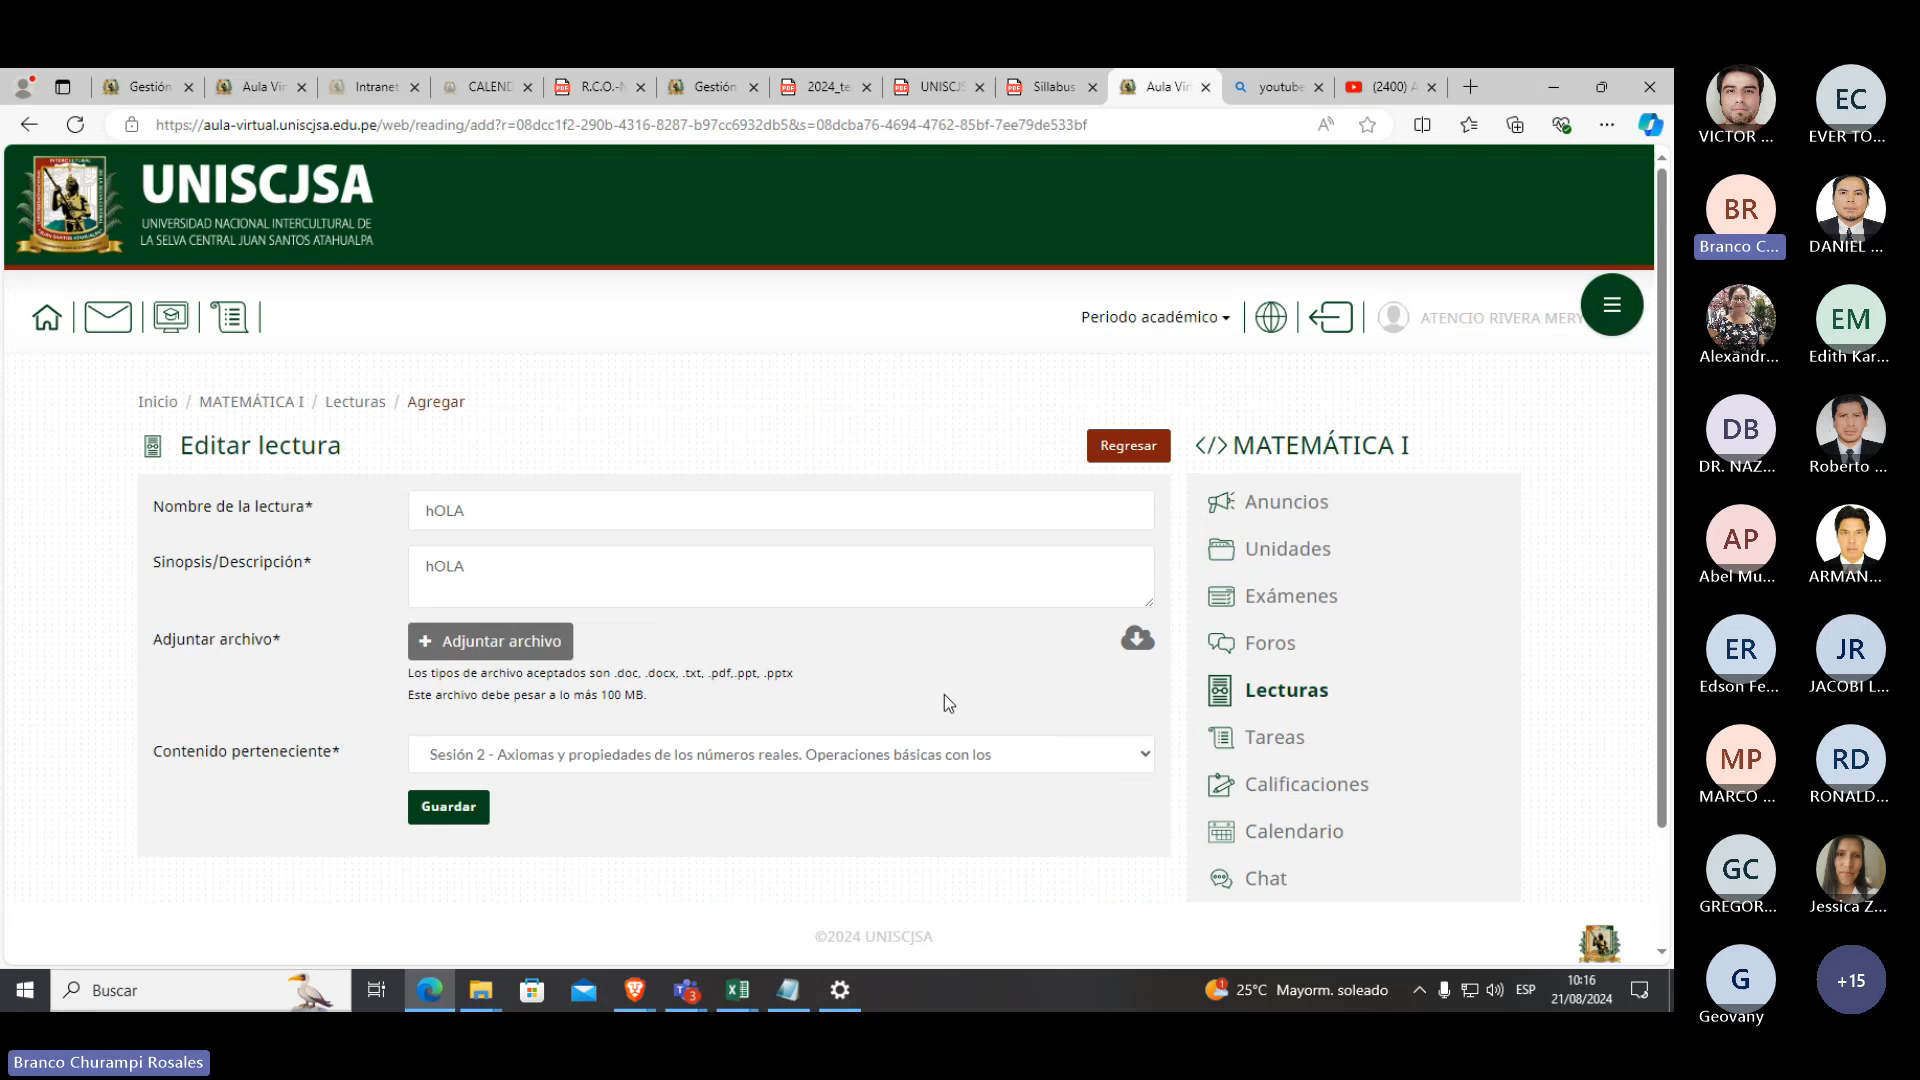 Gestión
Aula Vir
Intranet
CALEND
R.C.O.-
Gestión
2024_te
UNISCJS
Sillabus
Aula Vir
youtube
(2400) A
https://aula-virtual.uniscjsa.edu.pe/web/reading/add?r=08dcc1f2-290b-4316-8287-b97cc6932db5&s=08dcba76-4694-4762-85bf-7ee79de533bf
UNISCJSA
UNIVERSIDAD NACIONAL INTERCULTURAL DE
LA SELVA CENTRAL JUAN SANTOS ATAHUALPA
Periodo académico
ATENCIO RIVERA MERY
Inicio / MATEMÁTICA I / Lecturas / Agregar
Editar lectura
Regresar
</> MATEMÁTICA I
Nombre de la lectura*
hOLA
Sinopsis/Descripción*
hOLA
Adjuntar archivo*
+ Adjuntar archivo
Los tipos de archivo aceptados son .doc, .docx, .txt, .pdf,.ppt, .pptx
Este archivo debe pesar a lo más 100 MB.
Contenido perteneciente*
Sesión 2 - Axiomas y propiedades de los números reales. Operaciones básicas con los
Guardar
Anuncios
Unidades
Exámenes
Foros
Lecturas
Tareas
Calificaciones
Calendario
Chat
©2024 UNISCJSA
Buscar
25°C Mayorm. soleado
ESP
10:16
21/08/2024
VICTOR ...
EC
EVER TO...
BR
Branco C...
DANIEL ...
Alexandr...
EM
Edith Kar...
DB
DR. NAZ...
Roberto ...
AP
Abel Mu...
ARMAN...
ER
Edson Fe...
JR
JACOBI L...
MP
MARCO ...
RD
RONALD...
GC
GREGOR...
Jessica Z...
G
Geovany
+15
Branco Churampi Rosales